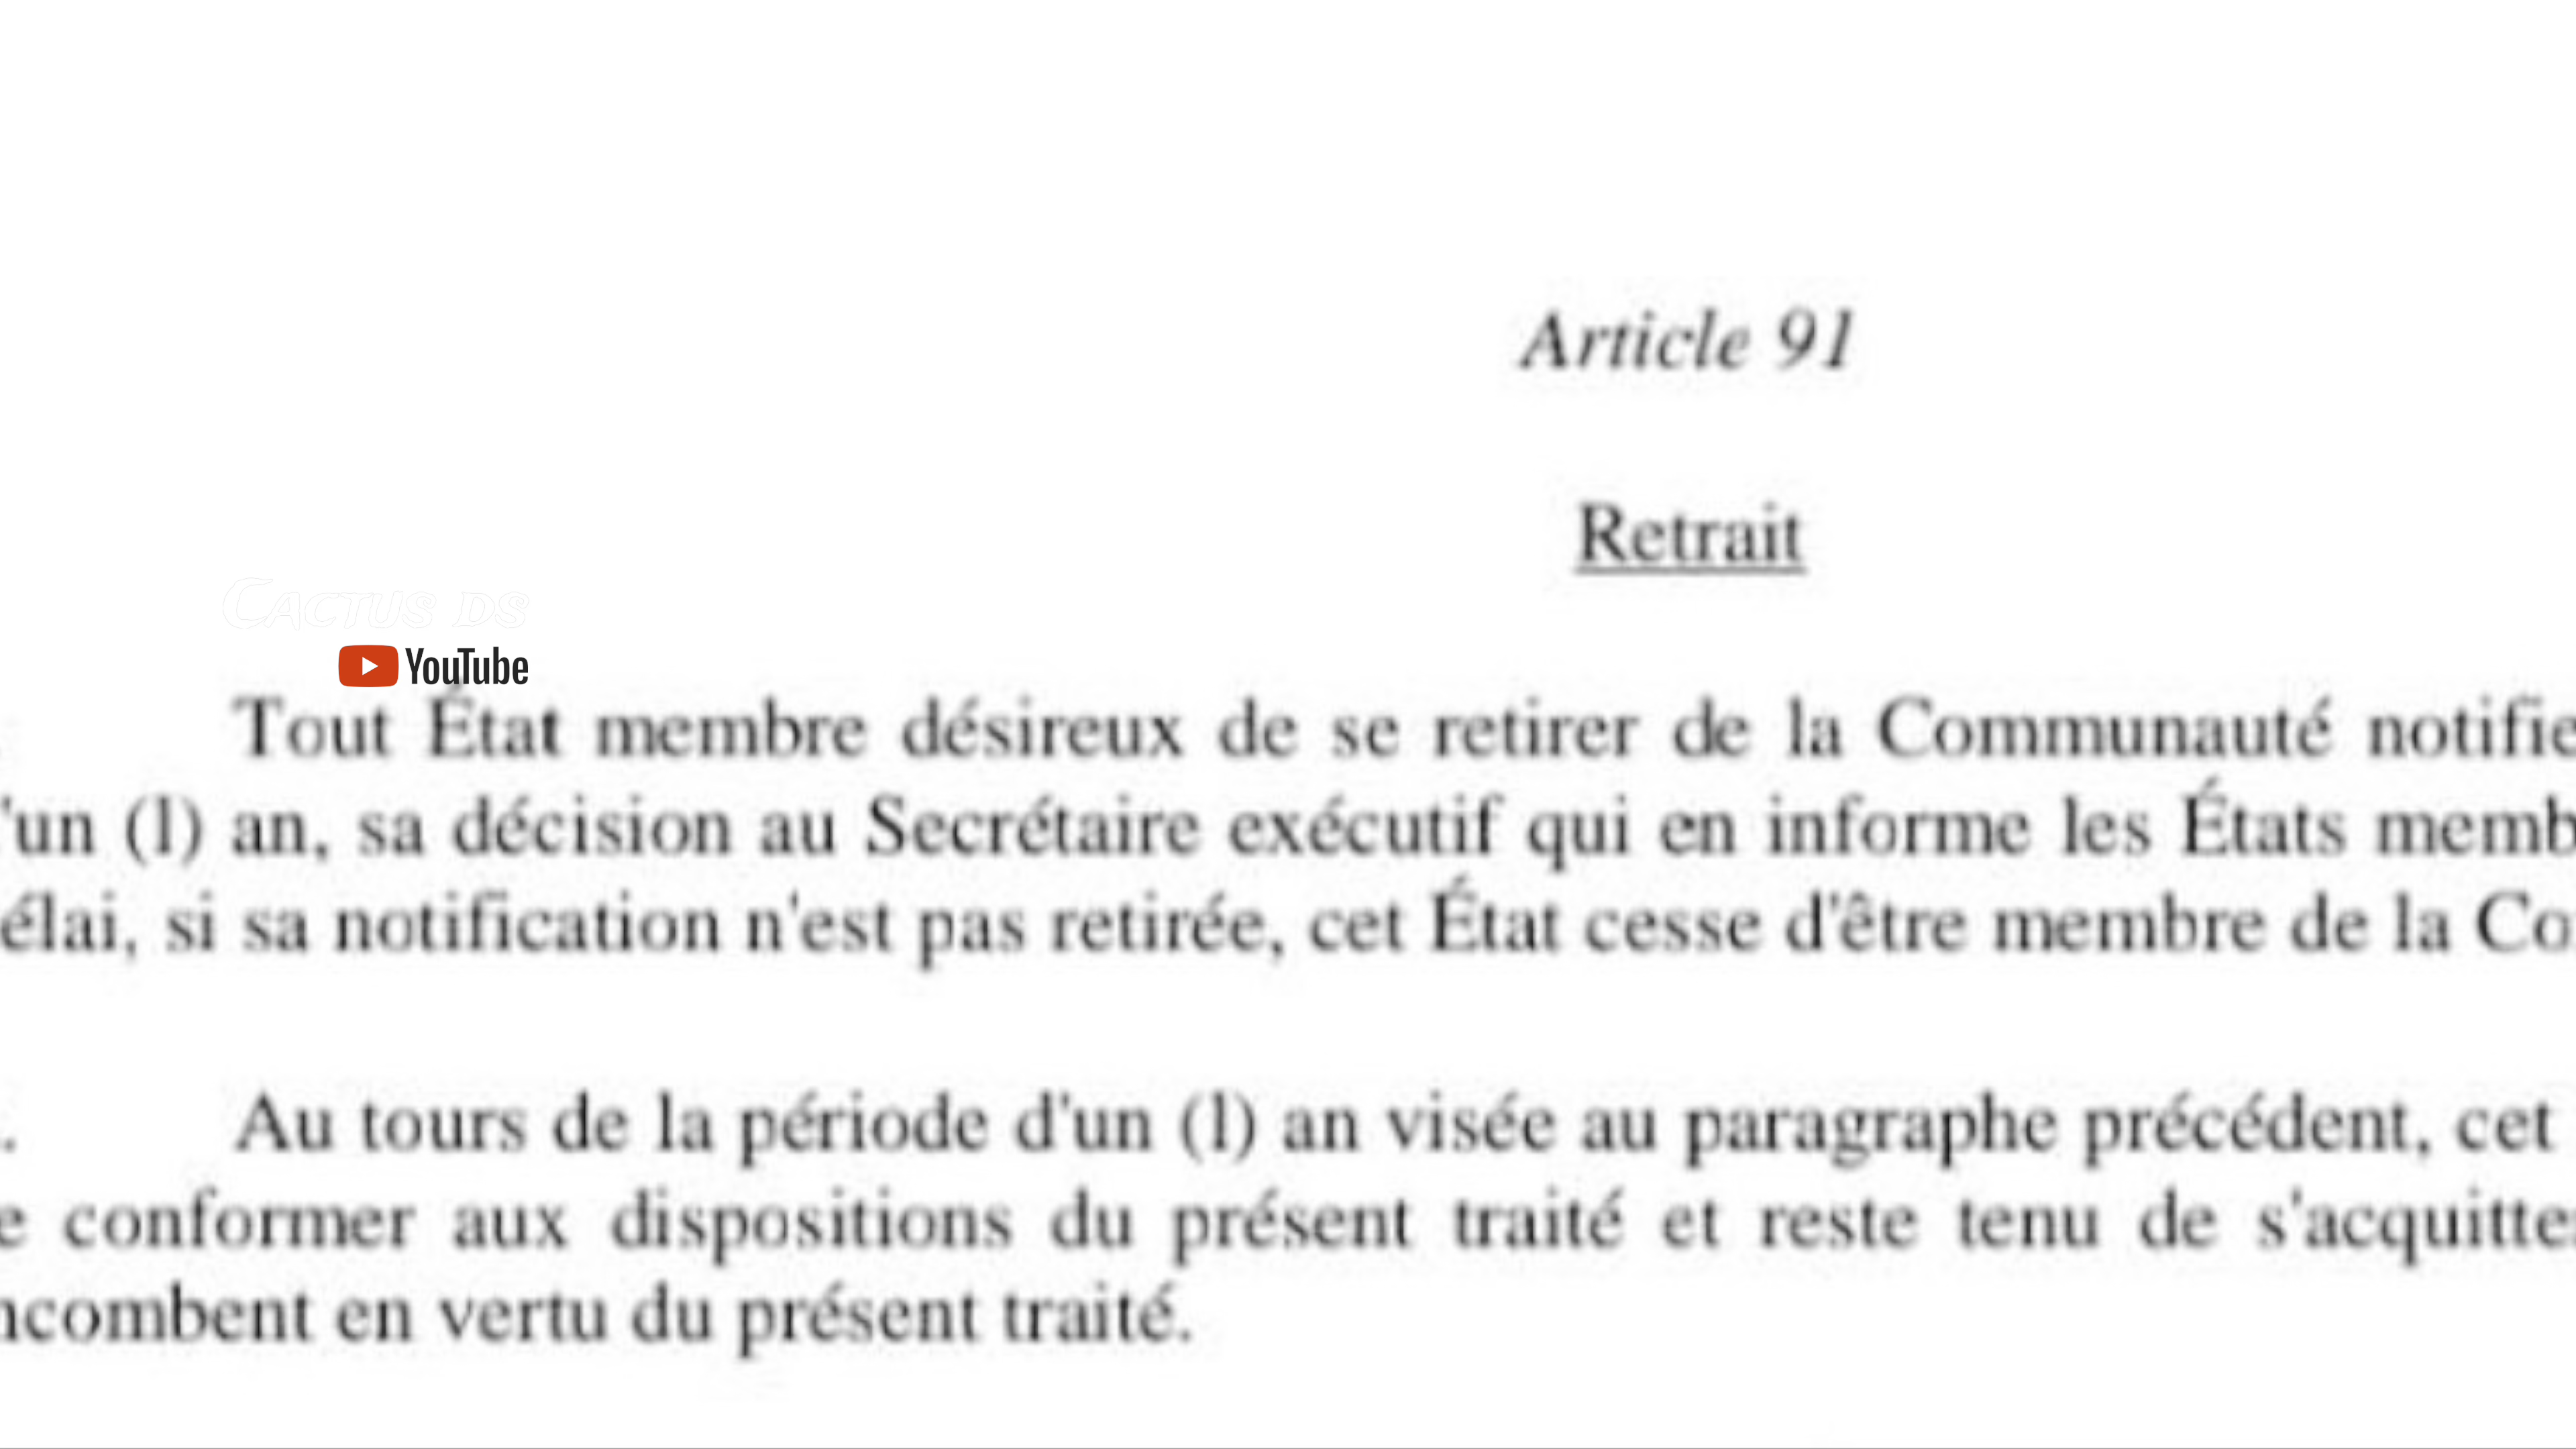 Article 91
Retrait
CACTUS DS
YouTube
Tout État membre désireux de se retirer de la Communauté notifie
'un (l) an, sa décision au Secrétaire exécutif qui en informe les États memb
élai, si sa notification n'est pas retirée, cet État cesse d'être membre de la Co
. Au tours de la période d'un (l) an visée au paragraphe précédent, cet
e conformer aux dispositions du présent traité et reste tenu de s'acquitte
ncombent en vertu du présent traité.